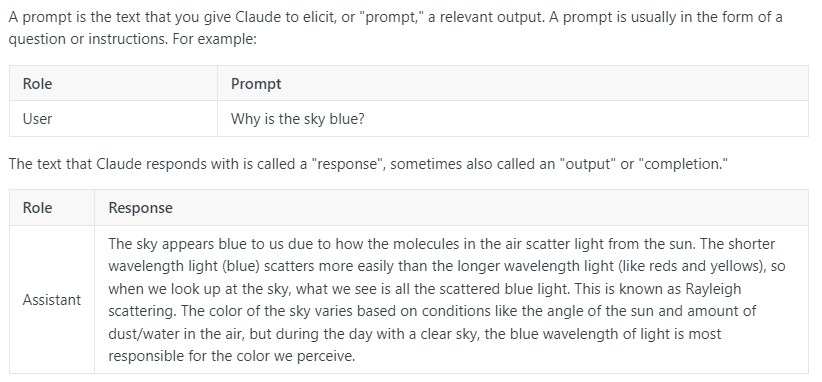 A prompt is the text that you give Claude to elicit, or "prompt," a relevant output. A prompt is usually in the form of a
question or instructions. For example:
Role Prompt
User Why is the sky blue?
The text that Claude responds with is called a "response", sometimes also called an "output" or "completion."
Role Response
The sky appears blue to us due to how the molecules in the air scatter light from the sun. The shorter
wavelength light (blue) scatters more easily than the longer wavelength light (like reds and yellows), so
when we look up at the sky, what we see is all the scattered blue light. This is known as Rayleigh
Assistant scattering. The color of the sky varies based on conditions like the angle of the sun and amount of
dust/water in the air, but during the day with a clear sky, the blue wavelength of light is most
responsible for the color we perceive.